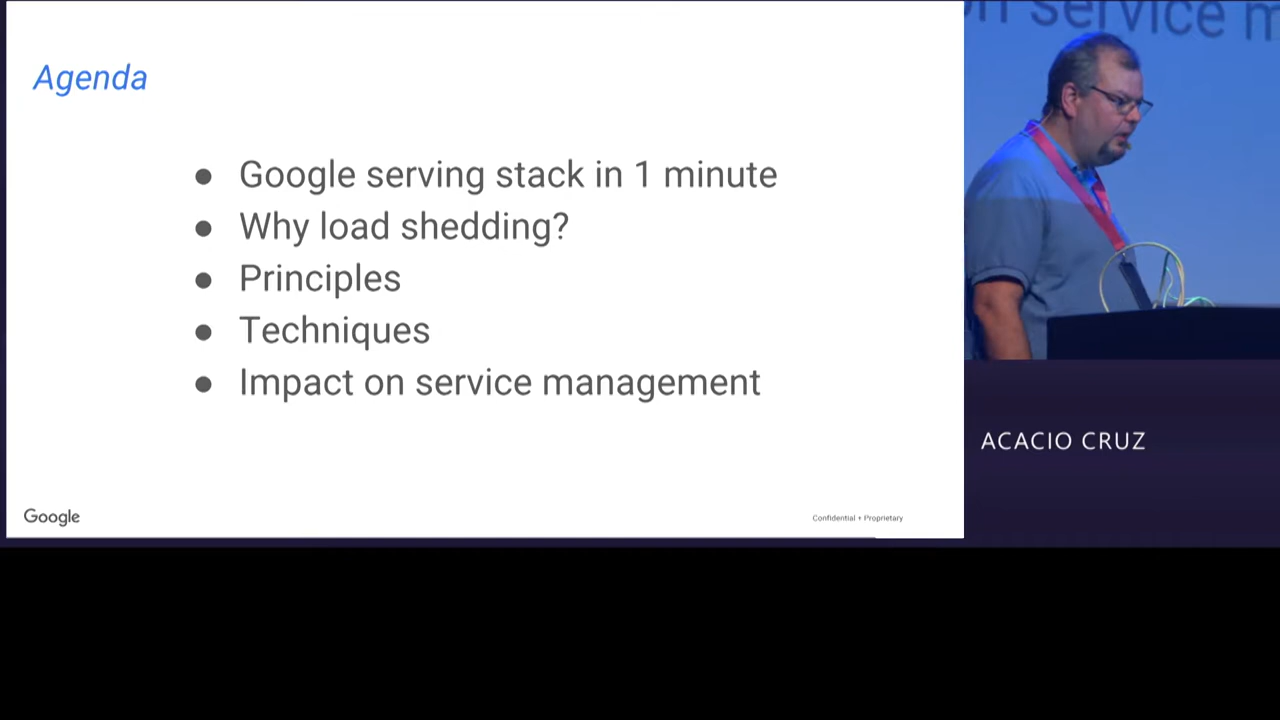 Agenda
● Google serving stack in 1 minute
● Why load shedding?
● Principles
● Techniques
● Impact on service management
Google
Confidential + Proprietary
on service m
ACACIO CRUZ